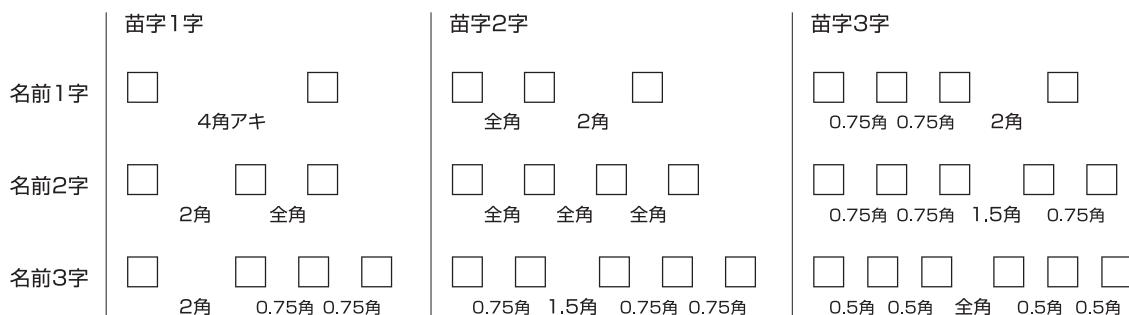 苗字1字 苗字2字 苗字3字
名前1字
4角アキ 全角 2角 0.75角 0.75角 2角
名前2字
2角 全角 全角 全角 全角 0.75角 0.75角 1.5角 0.75角
名前3字
2角 0.75角 0.75角 0.75角 1.5角 0.75角 0.75角 0.5角 0.5角 全角 0.5角 0.5角